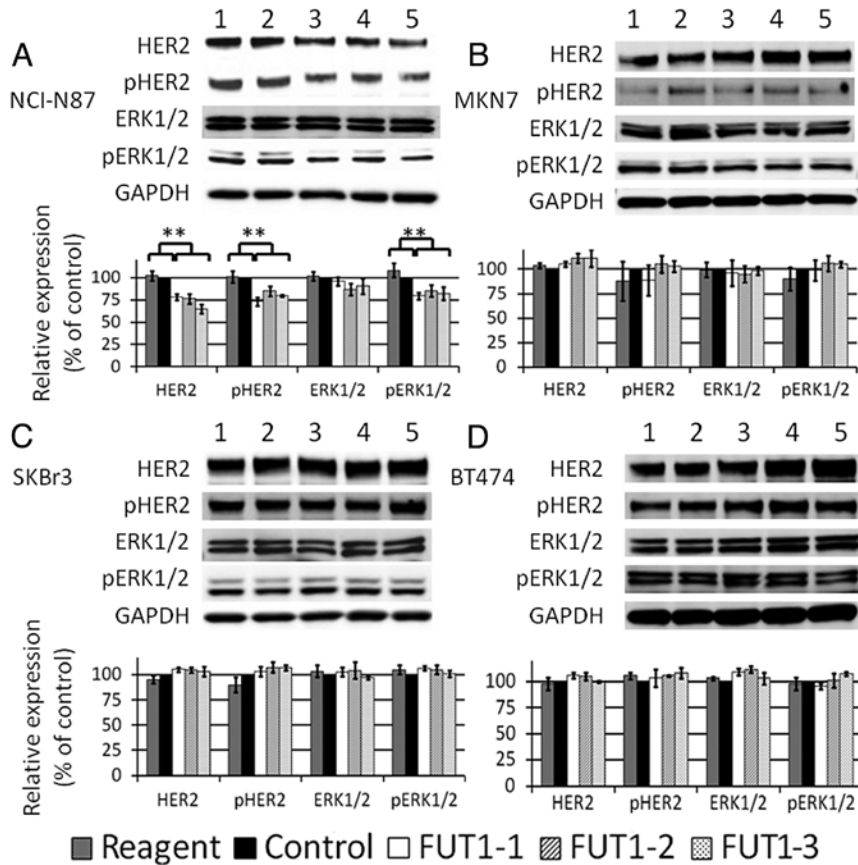 A
NCI-N87
1 2 3 4 5
HER2
pHER2
ERK1/2
pERK1/2
GAPDH
** ** **
Relative expression
(% of control)
100
75
50
25
0
HER2 pHER2 ERK1/2 pERK1/2
B
MKN7
1 2 3 4 5
HER2
pHER2
ERK1/2
pERK1/2
GAPDH
100
75
50
25
0
HER2 pHER2 ERK1/2 pERK1/2
C
SKBr3
1 2 3 4 5
HER2
pHER2
ERK1/2
pERK1/2
GAPDH
Relative expression
(% of control)
100
75
50
25
0
HER2 pHER2 ERK1/2 pERK1/2
D
BT474
1 2 3 4 5
HER2
pHER2
ERK1/2
pERK1/2
GAPDH
100
75
50
25
0
HER2 pHER2 ERK1/2 pERK1/2
Reagent Control FUT1-1 FUT1-2 FUT1-3